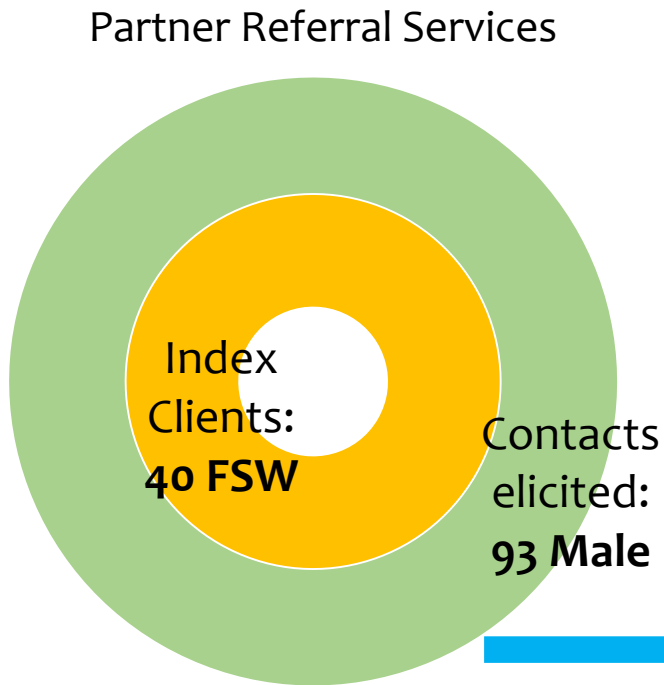 Partner Referral Services
Index
Clients:
40 FSW
Contacts
elicited:
93 Male